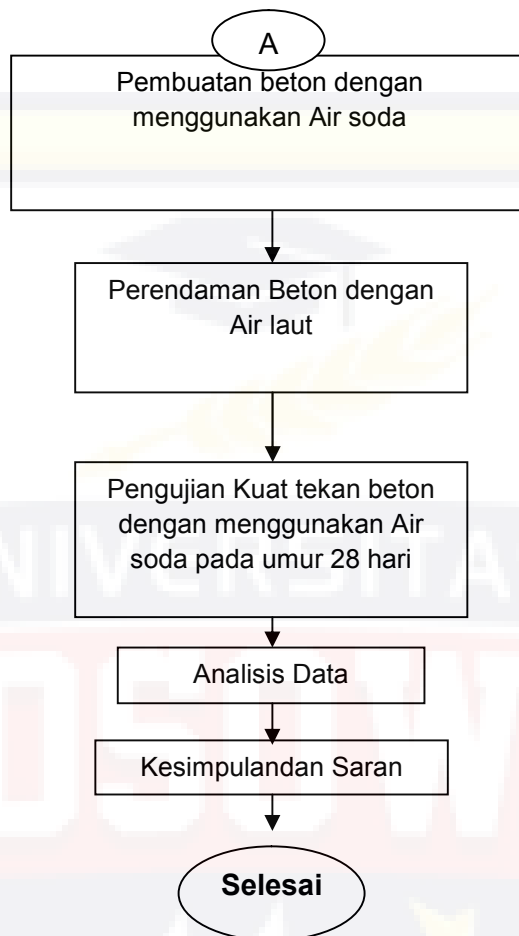 A
Pembuatan beton dengan
menggunakan Air soda
Perendaman Beton dengan
Air laut
Pengujian Kuat tekan beton
dengan menggunakan Air
soda pada umur 28 hari
Analisis Data
Kesimpulandan Saran
Selesai